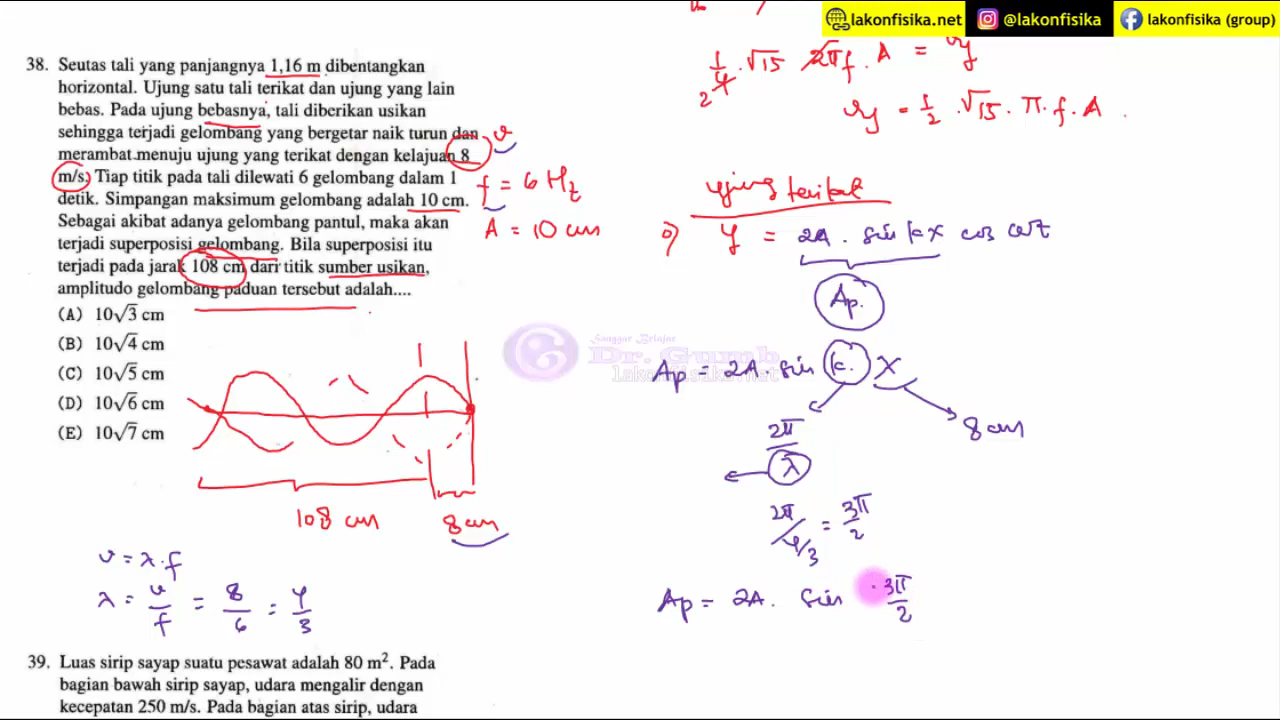 lakonfisika.net @lakonfisika lakonfisika (group)
38. Seutas tali yang panjangnya 1,16 m dibentangkan
horizontal. Ujung satu tali terikat dan ujung yang lain
bebas. Pada ujung bebasnya, tali diberikan usikan
sehingga terjadi gelombang yang bergetar naik turun dan
merambat menuju ujung yang terikat dengan kelajuan 8
m/s. Tiap titik pada tali dilewati 6 gelombang dalam 1
detik. Simpangan maksimum gelombang adalah 10 cm.
Sebagai akibat adanya gelombang pantul, maka akan
terjadi superposisi gelombang. Bila superposisi itu
terjadi pada jarak 108 cm dari titik sumber usikan,
amplitudo gelombang paduan tersebut adalah....
(A) 10√3 cm
(B) 10√4 cm
(C) 10√5 cm
(D) 10√6 cm
(E) 10√7 cm
v
f = 6 Hz
A = 10 cm
108 cm
8 cm
v = λ.f
λ = v/f = 8/6 = 4/3
39. Luas sirip sayap suatu pesawat adalah 80 m². Pada
bagian bawah sirip sayap, udara mengalir dengan
kecepatan 250 m/s. Pada bagian atas sirip, udara
1/4 . √15 2πf. A = vy
2
vy = 1/2 . √15 . π. f. A .
ujung terikat
y = 2A . sin kx cos ωt
Ap.
Ap = 2A . sin k. x
8 cm
2π
λ
2π/4/3 = 3π/2
Ap = 2A . sin 3π/2
Sanggar Belajar
Dr. Gumb
lakonfisika.net